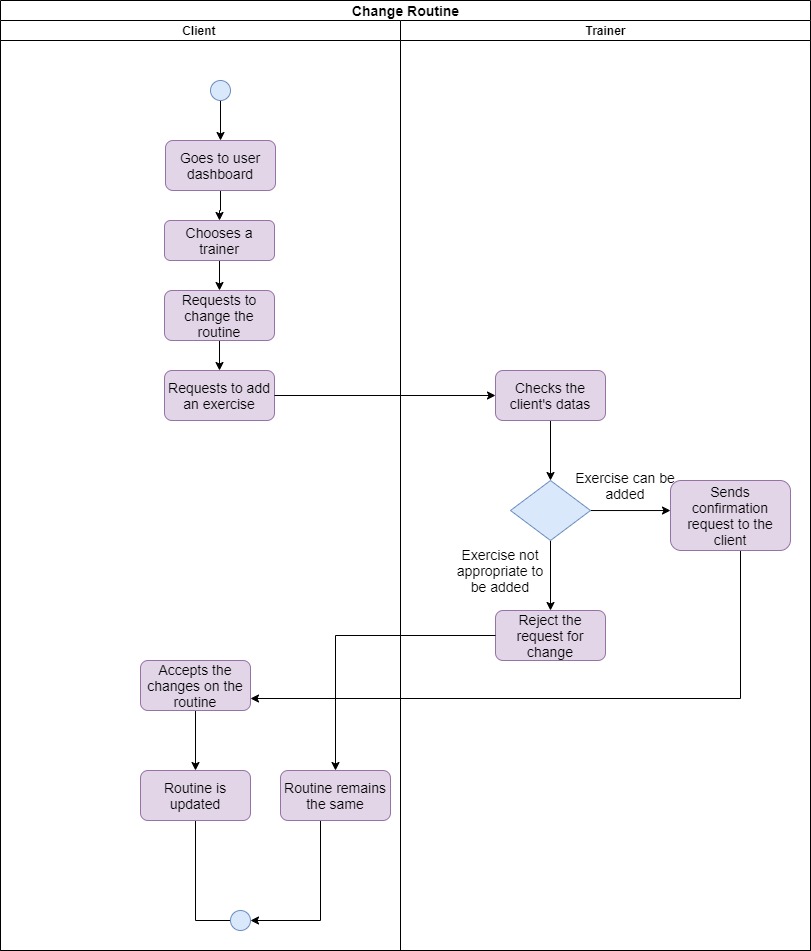 Change Routine
Client
Trainer
Goes to user
dashboard
Chooses a
trainer
Requests to
change the
routine
Requests to add
an exercise
Checks the
client's datas
Exercise can be
added
Sends
confirmation
request to the
client
Exercise not
appropriate to
be added
Reject the
request for
change
Accepts the
changes on the
routine
Routine is
updated
Routine remains
the same